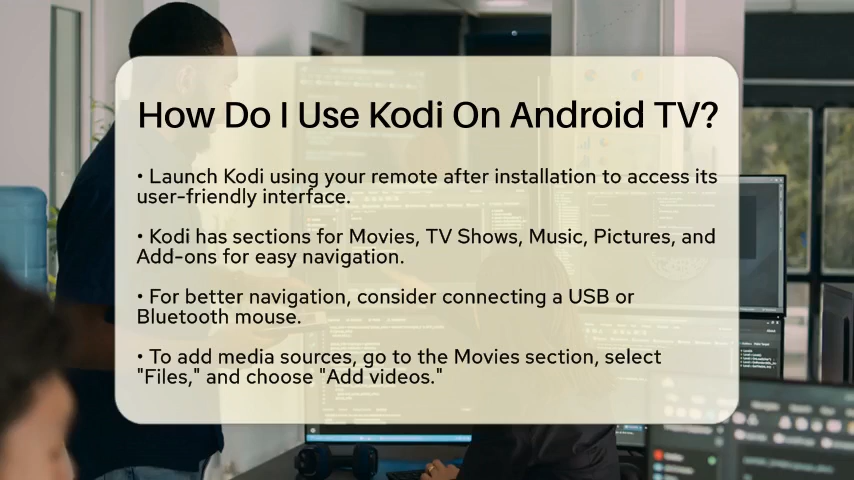 How Do I Use Kodi On Android TV?
• Launch Kodi using your remote after installation to access its
user-friendly interface.
• Kodi has sections for Movies, TV Shows, Music, Pictures, and
Add-ons for easy navigation.
• For better navigation, consider connecting a USB or
Bluetooth mouse.
• To add media sources, go to the Movies section, select
"Files," and choose "Add videos."